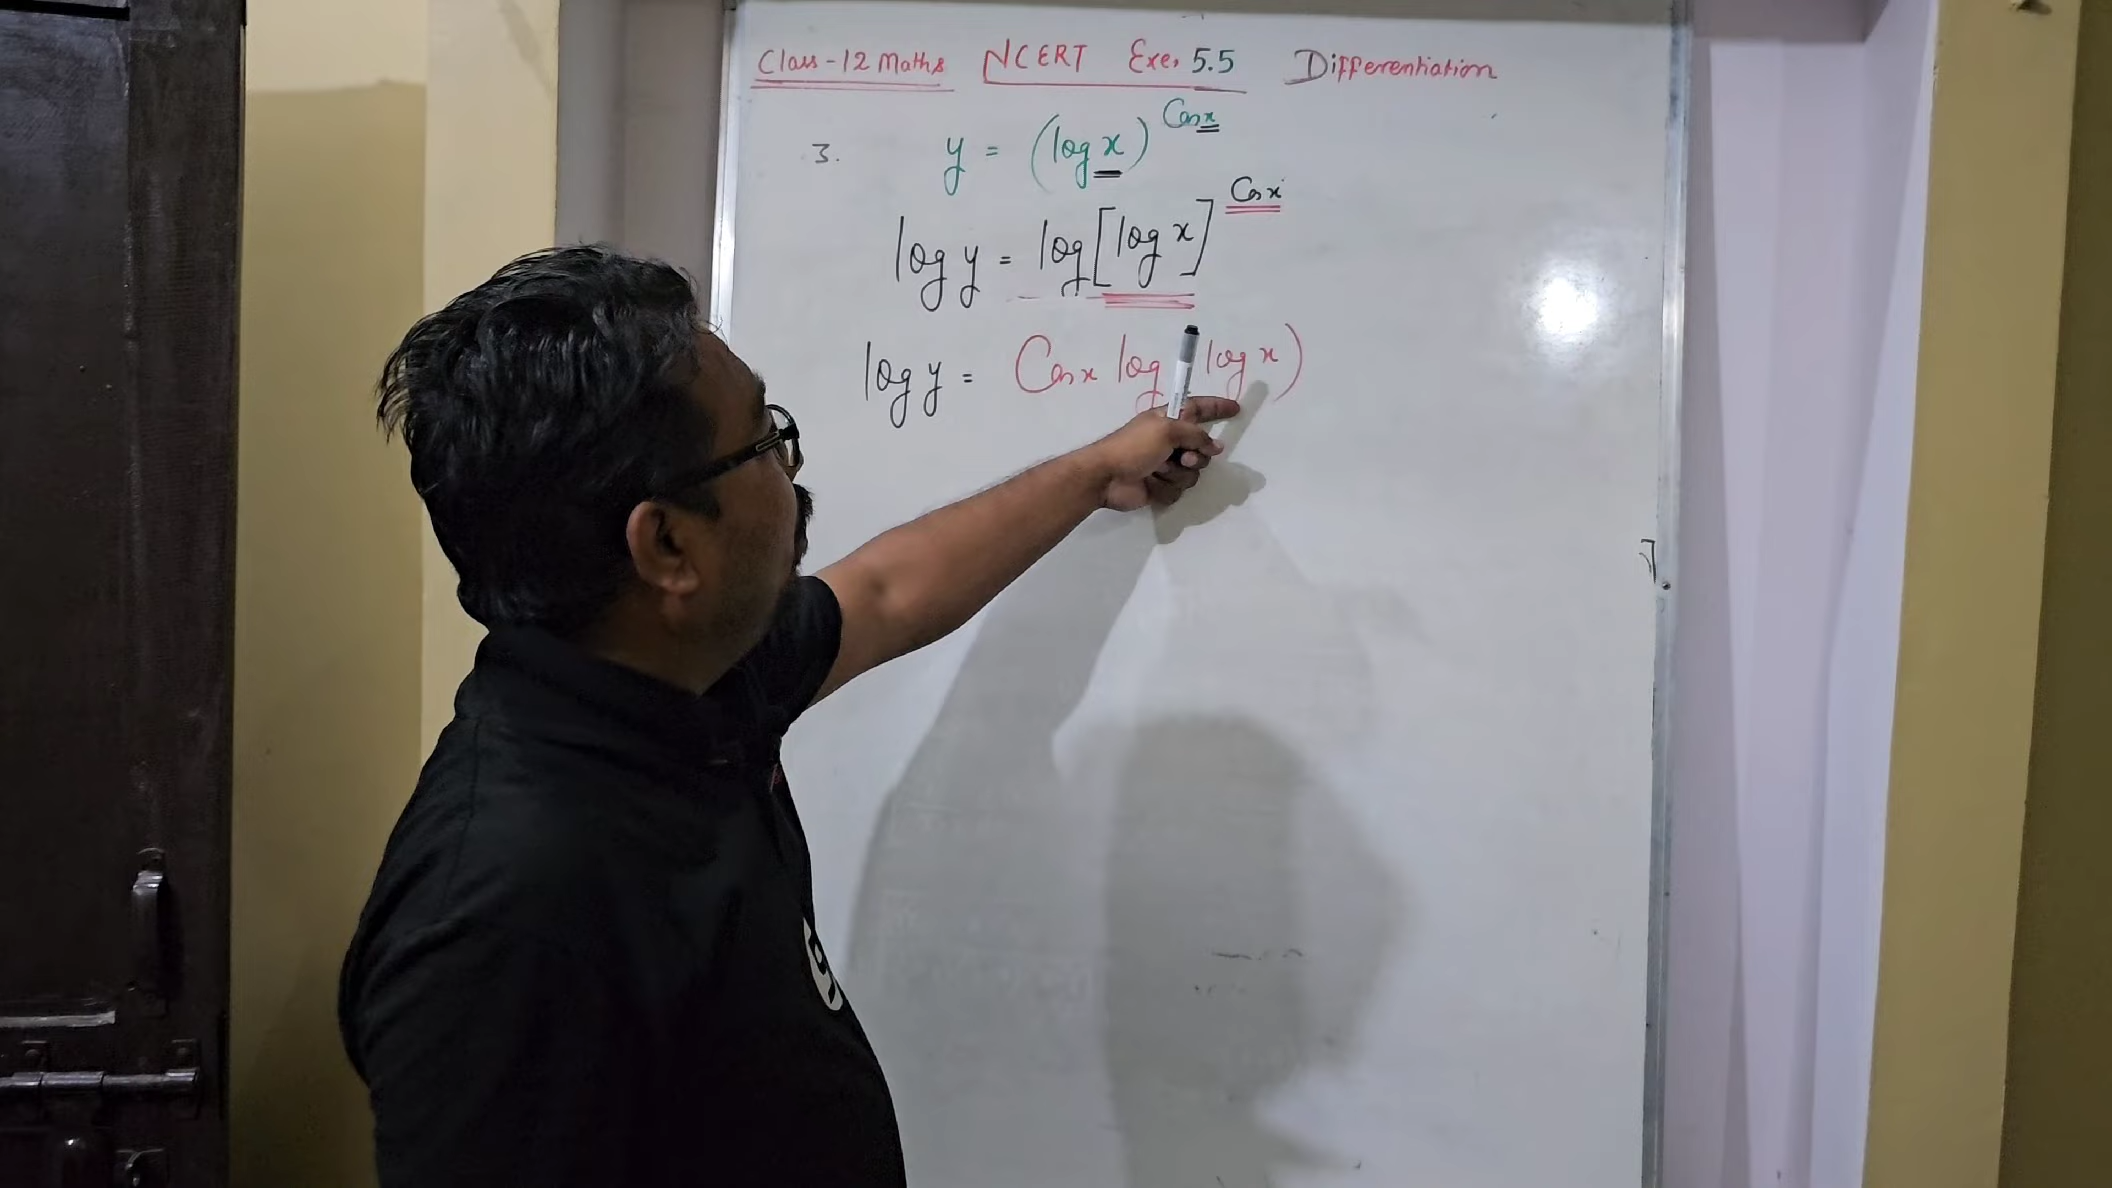 Class-12 Maths NCERT Exe. 5.5 Differentiation
3. y = (log x)^Cos x
log y = log[log x]^Cos x
log y = Cos x log log x)